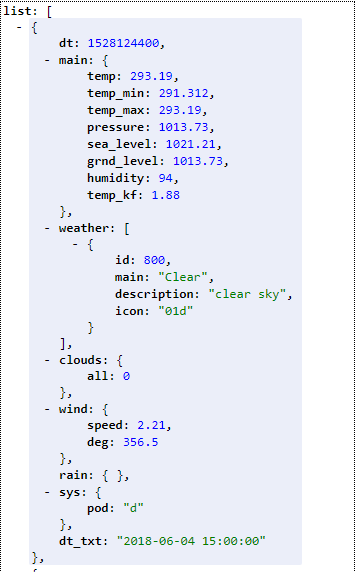 list: [
- {
dt: 1528124400,
- main: {
temp: 293.19,
temp_min: 291.312,
temp_max: 293.19,
pressure: 1013.73,
sea_level: 1021.21,
grnd_level: 1013.73,
humidity: 94,
temp_kf: 1.88
},
- weather: [
- {
id: 800,
main: "Clear",
description: "clear sky",
icon: "01d"
}
],
- clouds: {
all: 0
},
- wind: {
speed: 2.21,
deg: 356.5
},
rain: { },
- sys: {
pod: "d"
},
dt_txt: "2018-06-04 15:00:00"
},